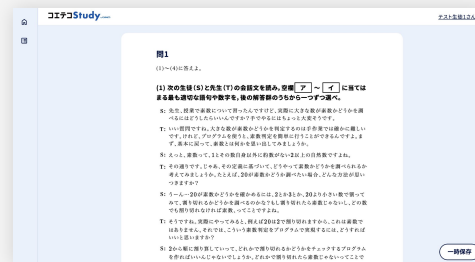 コエテコStudy
テスト生徒1さん
問1
(1)～(4)に答えよ。
(1) 次の生徒(S)と先生(T)の会話文を読み，空欄 ア ～ イ に当ては
まる最も適切な語句や数字を，後の解答群のうちから一つずつ選べ。
S: 先生，授業で素数について習ったんですけど，実際に大きな数が素数かどうかを調
べるにはどうしたらいいんですか？手でやるにはちょっと大変そうです。
T: いい質問ですね。大きな数が素数かどうかを判定するのは手作業では確かに難しい
です。けれど，プログラムを使うと，素数判定を簡単に行うことができるんですよ。ま
ず，基本に戻って，素数とは何かを思い出してみましょうか。
S: えっと，素数って，1とその数自身以外に約数がない2以上の自然数ですよね。
T: その通りです。じゃあ，その定義に基づいて，どうやって素数かどうかを調べられるか
考えてみましょうか。たとえば，20が素数かどうか調べたい場合，どんな方法が思い
つきますか？
S: うーん…20が素数かどうかを確かめるには，2とか3とか，20より小さい数で割って
みて，割り切れるかどうかを調べるのかな？もし割り切れたら素数じゃないし，どの数
でも割り切れなければ素数，ってことですよね。
T: そうですね。実際にやってみると，例えば20は2で割り切れますから，これは素数で
はありません。それでは，こういう素数判定をプログラムで実現するには，どうすれば
いいと思いますか？
S: 2から順に割り算していって，どれかで割り切れるかどうかをチェックするプログラム
を作ればいいんじゃないでしょうか。どれかで割り切れたら素数じゃないってことで
一時保存